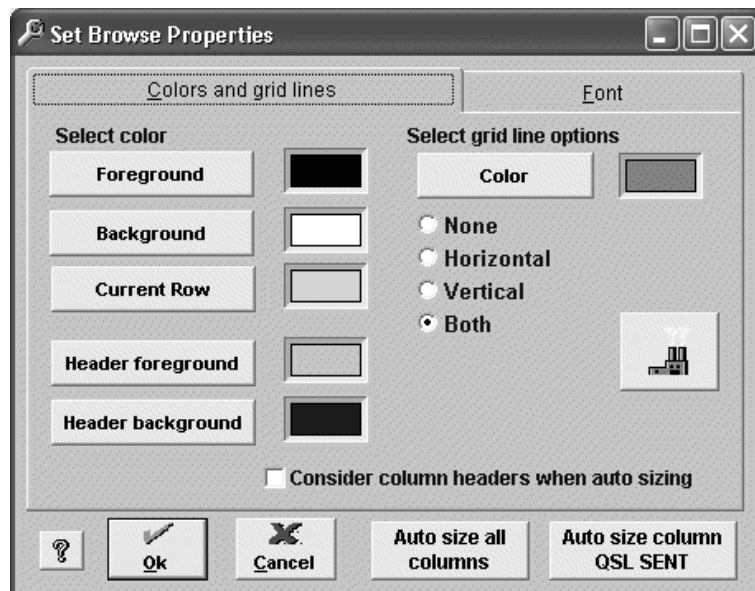 Set Browse Properties
Colors and grid lines
Font
Select color
Foreground
Background
Current Row
Header foreground
Header background
Select grid line options
Color
None
Horizontal
Vertical
Both
Consider column headers when auto sizing
?
Ok
Cancel
Auto size all
columns
Auto size column
QSL SENT